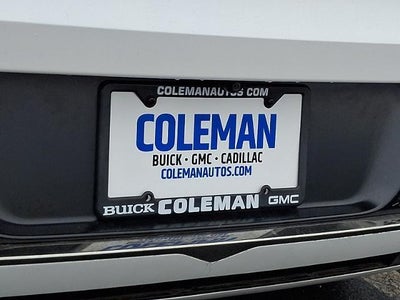 COLEMANAUTOS COM
COLEMAN
BUICK • GMC • CADILLAC
COLEMANAUTOS.COM
BUICK COLEMAN GMC